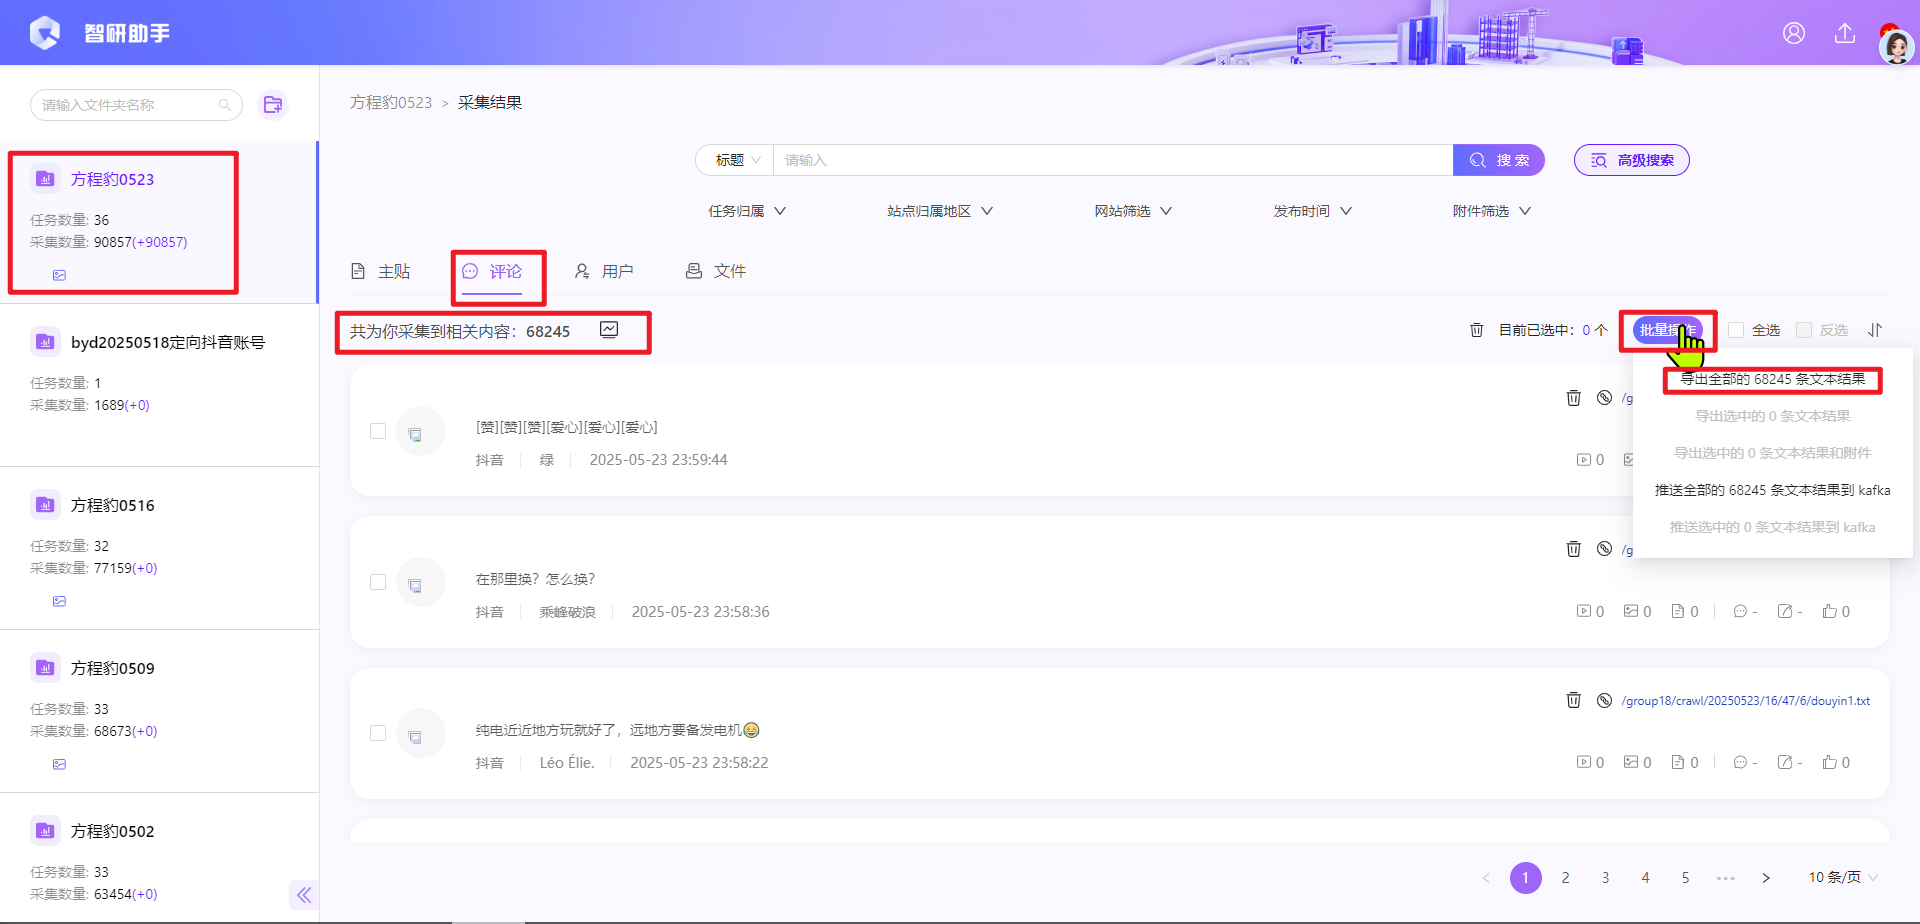 智研助手
请输入文件夹名称
方程豹0523
任务数量: 36
采集数量: 90857(+90857)
byd20250518定向抖音账号
任务数量: 1
采集数量: 1689(+0)
方程豹0516
任务数量: 32
采集数量: 77159(+0)
方程豹0509
任务数量: 33
采集数量: 68673(+0)
方程豹0502
任务数量: 33
采集数量: 63454(+0)
方程豹0523 > 采集结果
标题 请输入 搜索 高级搜索
任务归属 站点归属地区 网站筛选 发布时间 附件筛选
主贴 评论 用户 文件
共为你采集到相关内容：68245
目前已选中：0 个 批量操作 全选 反选
导出全部的 68245 条文本结果
导出选中的 0 条文本结果
导出选中的 0 条文本结果和附件
推送全部的 68245 条文本结果到 kafka
推送选中的 0 条文本结果到 kafka
/g
[赞][赞][赞][爱心][爱心][爱心]
抖音 绿 2025-05-23 23:59:44
0
/g
在那里换？怎么换？
抖音 乘峰破浪 2025-05-23 23:58:36
0 0 0 - - 0
/group18/crawl/20250523/16/47/6/douyin1.txt
纯电近近地方玩就好了，远地方要备发电机😂
抖音 Léo Élie. 2025-05-23 23:58:22
0 0 0 - - 0
< 1 2 3 4 5 ••• > 10 条/页